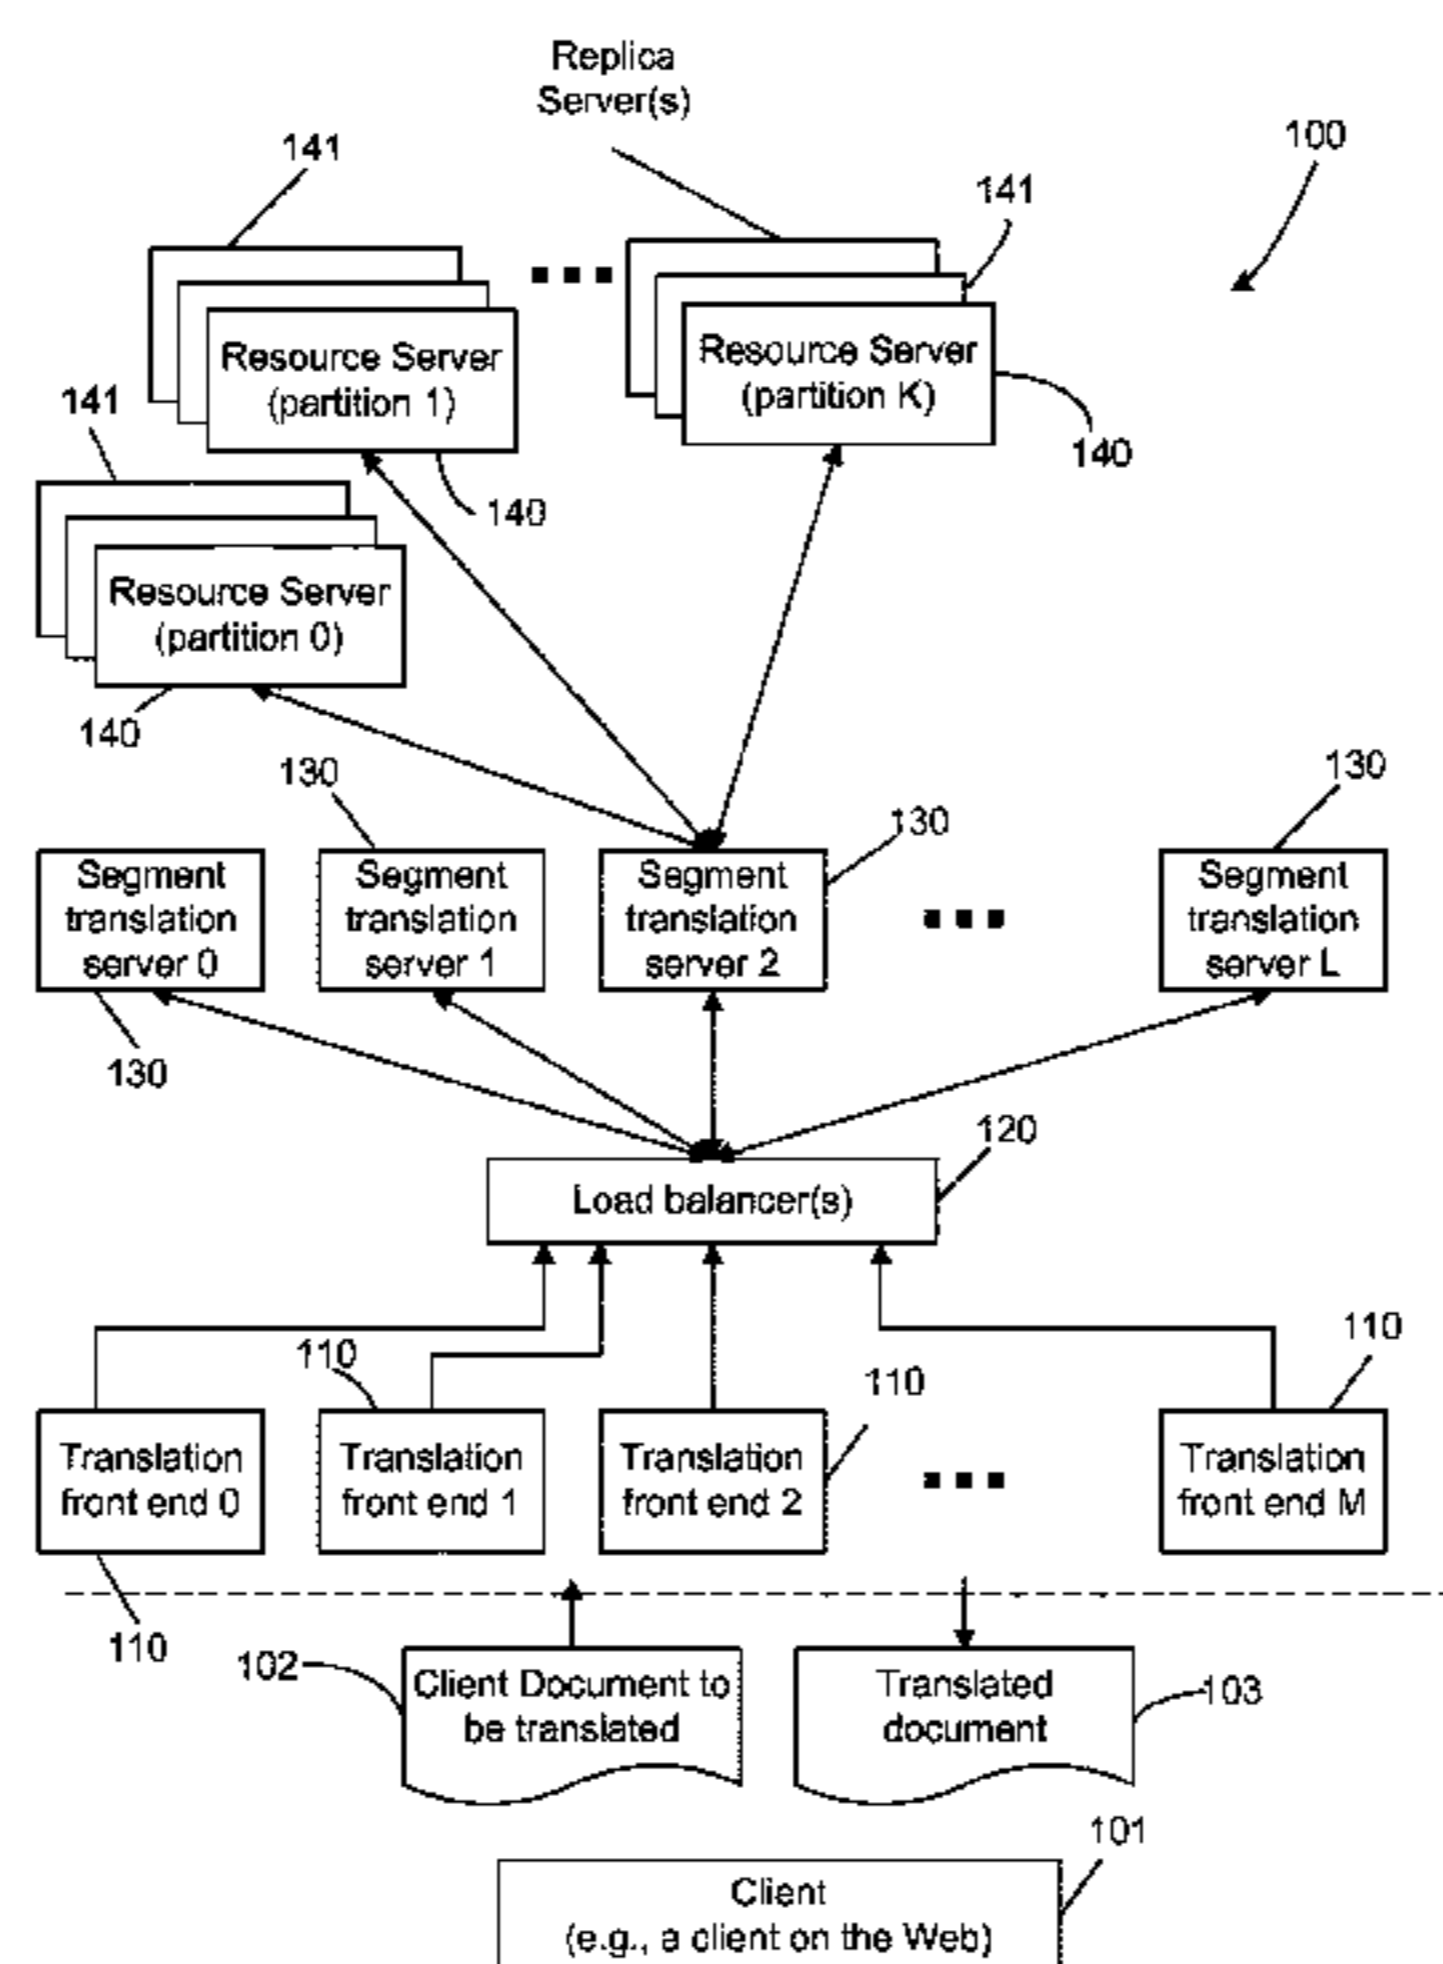 Replica
Server(s)
100
141
141
Resource Server
(partition 1)
Resource Server
(partition K)
141
140
140
Resource Server
(partition 0)
140
130
130
130
Segment
translation
server 0
Segment
translation
server 1
Segment
translation
server 2
Segment
translation
server L
130
120
Load balancer(s)
110
110
110
Translation
front end 0
Translation
front end 1
Translation
front end 2
Translation
front end M
110
102
Client Document to
be translated
Translated
document
103
101
Client
(e.g., a client on the Web)